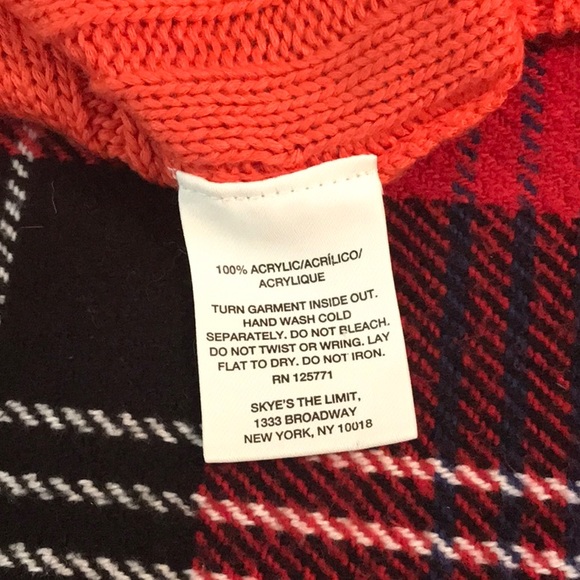 100% ACRYLIC/ACRÍLICO/
ACRYLIQUE
TURN GARMENT INSIDE OUT.
HAND WASH COLD
SEPARATELY. DO NOT BLEACH.
DO NOT TWIST OR WRING. LAY
FLAT TO DRY. DO NOT IRON.
RN 125771
SKYE'S THE LIMIT,
1333 BROADWAY
NEW YORK, NY 10018